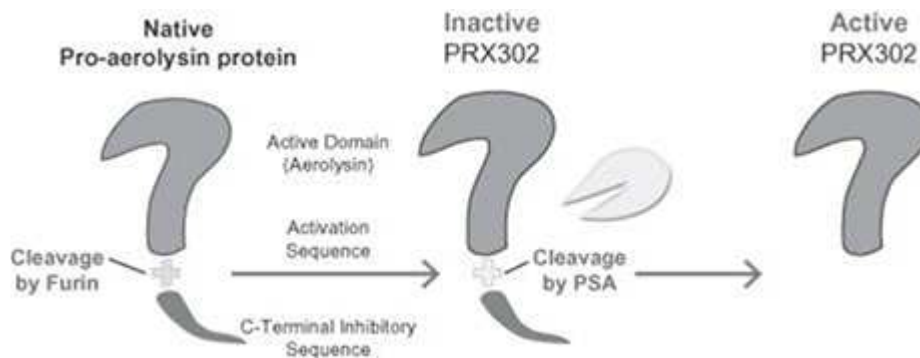 Native
Pro-aerolysin protein
Inactive
PRX302
Active
PRX302
Active Domain
(Aerolysin)
Activation
Sequence
Cleavage
by Furin
Cleavage
by PSA
C-Terminal Inhibitory
Sequence